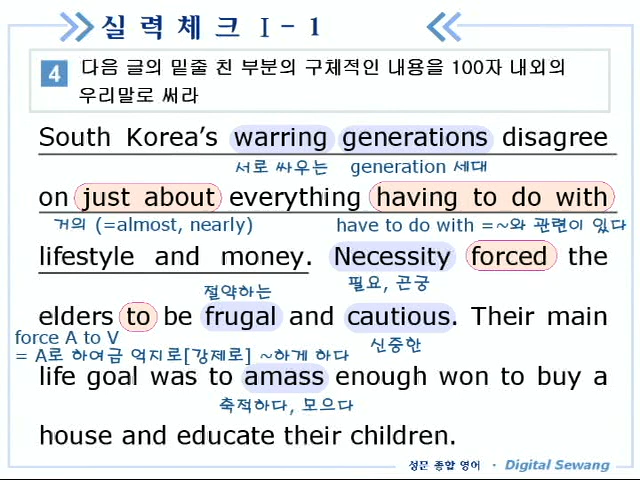 실 력 체 크 I - 1
4 다음 글의 밑줄 친 부분의 구체적인 내용을 100자 내외의
우리말로 써라
South Korea's warring generations disagree
서로 싸우는 generation 세대
on just about everything having to do with
거의 (=almost, nearly) have to do with =~와 관련이 있다
lifestyle and money. Necessity forced the
절약하는 필요, 곤궁
elders to be frugal and cautious. Their main
force A to V 신중한
= A로 하여금 억지로[강제로] ~하게 하다
life goal was to amass enough won to buy a
축적하다, 모으다
house and educate their children.
성문 종합 영어 · Digital Sewang